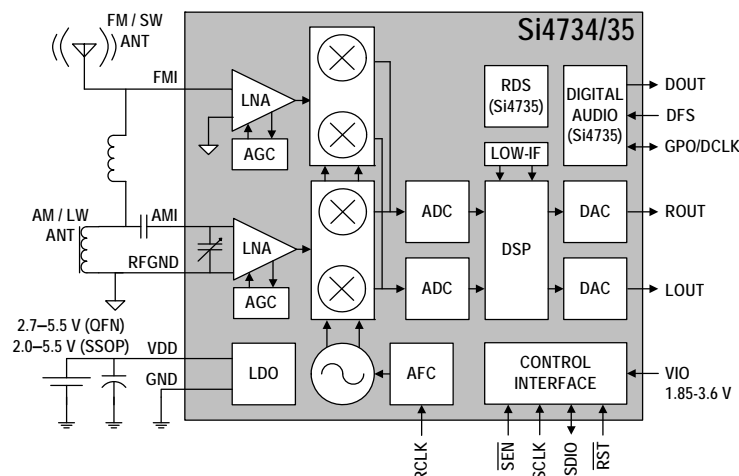 Si4734/35
FM / SW
ANT
FMI
LNA
AGC
RDS
(Si4735)
DIGITAL
AUDIO
(Si4735)
DOUT
DFS
GPO/DCLK
LOW-IF
AM / LW
ANT
AMI
RFGND
LNA
AGC
ADC
ADC
DSP
DAC
DAC
ROUT
LOUT
2.7–5.5 V (QFN)
2.0–5.5 V (SSOP)
VDD
GND
LDO
AFC
CONTROL
INTERFACE
VIO
1.85-3.6 V
RCLK
SEN
SCLK
SDIO
RST